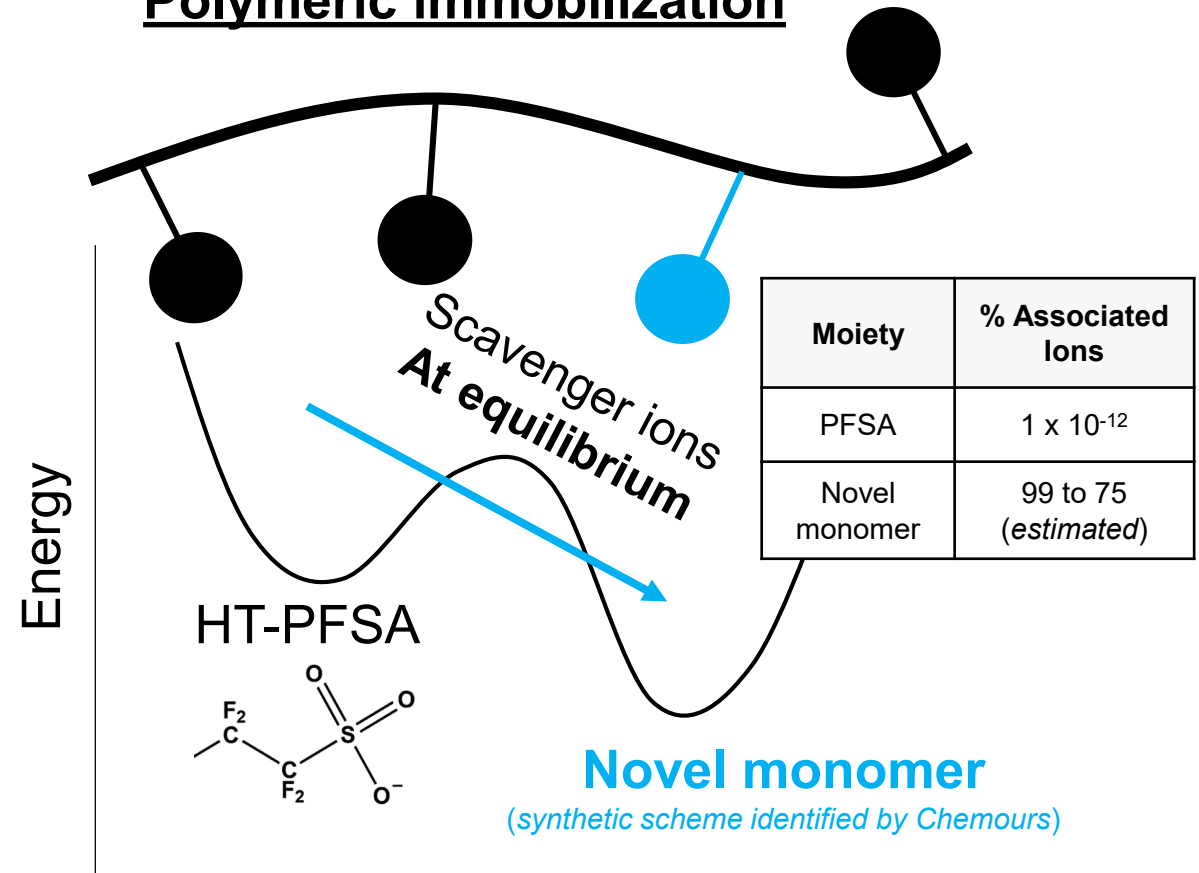 Polymeric Immobilization
Scavenger ions
At equilibrium
Moiety
% Associated
Ions
PFSA
1 x 10⁻¹²
Novel
monomer
99 to 75
(estimated)
Energy
HT-PFSA
O
O
F₂
C
S
C
F₂
O⁻
Novel monomer
(synthetic scheme identified by Chemours)